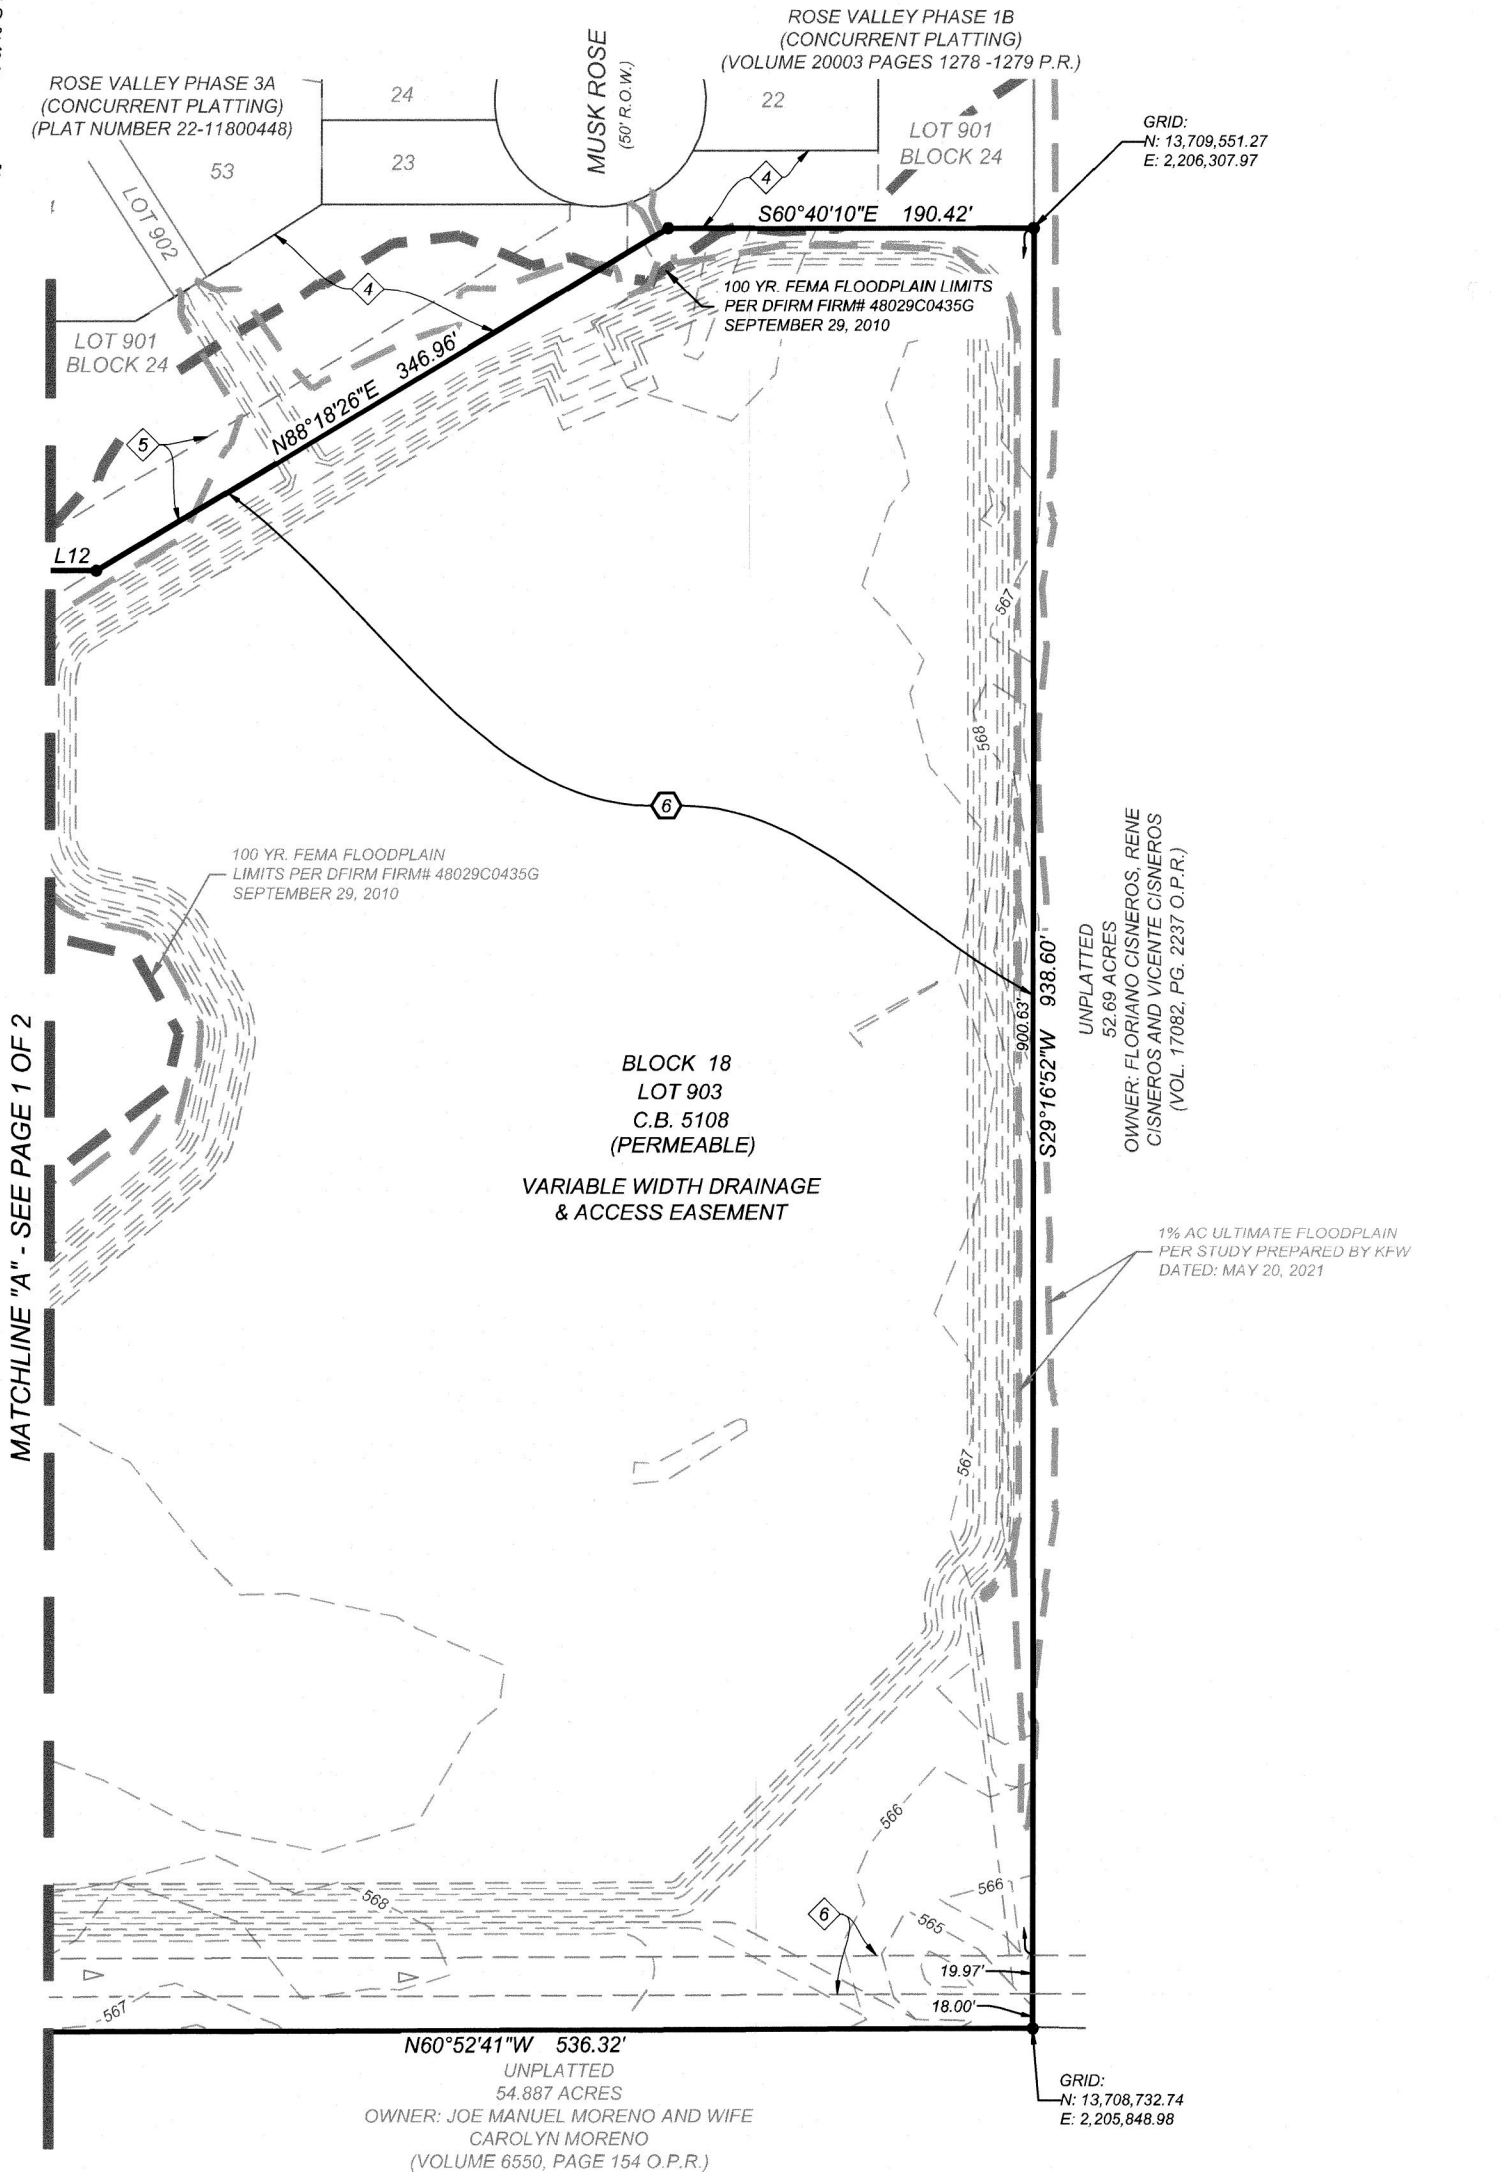 ROSE VALLEY PHASE 1B
(CONCURRENT PLATTING)
(VOLUME 20003 PAGES 1278 -1279 P.R.)
ROSE VALLEY PHASE 3A
(CONCURRENT PLATTING)
(PLAT NUMBER 22-11800448)
MUSK ROSE
(50' R.O.W.)
24
22
23
53
LOT 901
BLOCK 24
GRID:
N: 13,709,551.27
E: 2,206,307.97
LOT 902
4
S60°40'10"E 190.42'
4
100 YR. FEMA FLOODPLAIN LIMITS
PER DFIRM FIRM# 48029C0435G
SEPTEMBER 29, 2010
LOT 901
BLOCK 24
N88°18'26"E 346.96'
5
L12
567
568
6
100 YR. FEMA FLOODPLAIN
LIMITS PER DFIRM FIRM# 48029C0435G
SEPTEMBER 29, 2010
UNPLATTED
52.69 ACRES
OWNER: FLORIANO CISNEROS, RENE
CISNEROS AND VICENTE CISNEROS
(VOL. 17082, PG. 2237 O.P.R.)
S29°16'52"W 938.60'
900.63'
MATCHLINE "A" - SEE PAGE 1 OF 2
BLOCK 18
LOT 903
C.B. 5108
(PERMEABLE)
VARIABLE WIDTH DRAINAGE
& ACCESS EASEMENT
1% AC ULTIMATE FLOODPLAIN
PER STUDY PREPARED BY KFW
DATED: MAY 20, 2021
567
566
566
568
6
565
19.97'
18.00'
567
N60°52'41"W 536.32'
UNPLATTED
54.887 ACRES
OWNER: JOE MANUEL MORENO AND WIFE
CAROLYN MORENO
(VOLUME 6550, PAGE 154 O.P.R.)
GRID:
N: 13,708,732.74
E: 2,205,848.98